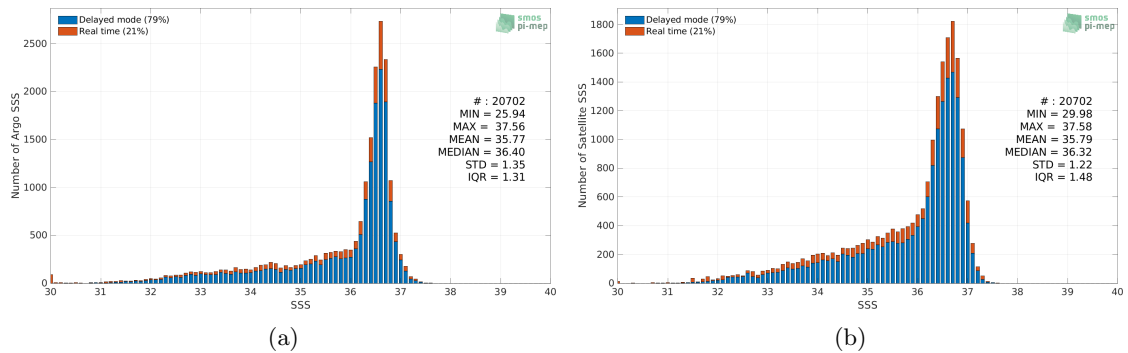 Delayed mode (79%)
Real time (21%)
smos
pi-mep
Number of Argo SSS
2500
2000
1500
1000
500
0
# : 20702
MIN = 25.94
MAX = 37.56
MEAN = 35.77
MEDIAN = 36.40
STD = 1.35
IQR = 1.31
30 31 32 33 34 35 36 37 38 39 40
SSS
(a)
Delayed mode (79%)
Real time (21%)
smos
pi-mep
Number of Satellite SSS
1800
1600
1400
1200
1000
800
600
400
200
0
# : 20702
MIN = 29.98
MAX = 37.58
MEAN = 35.79
MEDIAN = 36.32
STD = 1.22
IQR = 1.48
30 31 32 33 34 35 36 37 38 39 40
SSS
(b)